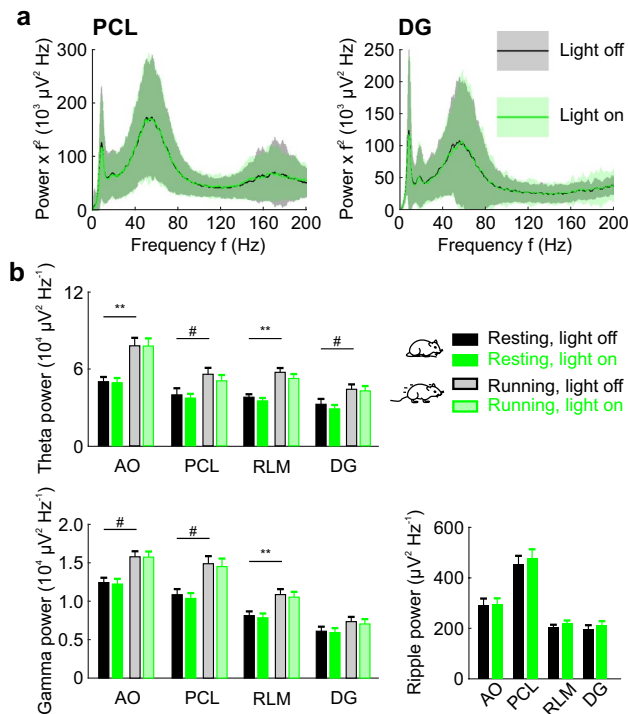 a
PCL
DG
Power x f² (10³ µV² Hz)
300
200
100
0
0 40 80 120 160 200
Frequency f (Hz)
Power x f² (10³ µV² Hz)
250
200
150
100
50
0
0 40 80 120 160 200
Frequency f (Hz)
Light off
Light on
b
Theta power (10⁴ µV² Hz⁻¹)
12
6
0
** # ** #
AO PCL RLM DG
Resting, light off
Resting, light on
Running, light off
Running, light on
Gamma power (10⁴ µV² Hz⁻¹)
2.0
1.5
1.0
0.5
0
# # **
AO PCL RLM DG
Ripple power (µV² Hz⁻¹)
600
400
200
0
AO PCL RLM DG